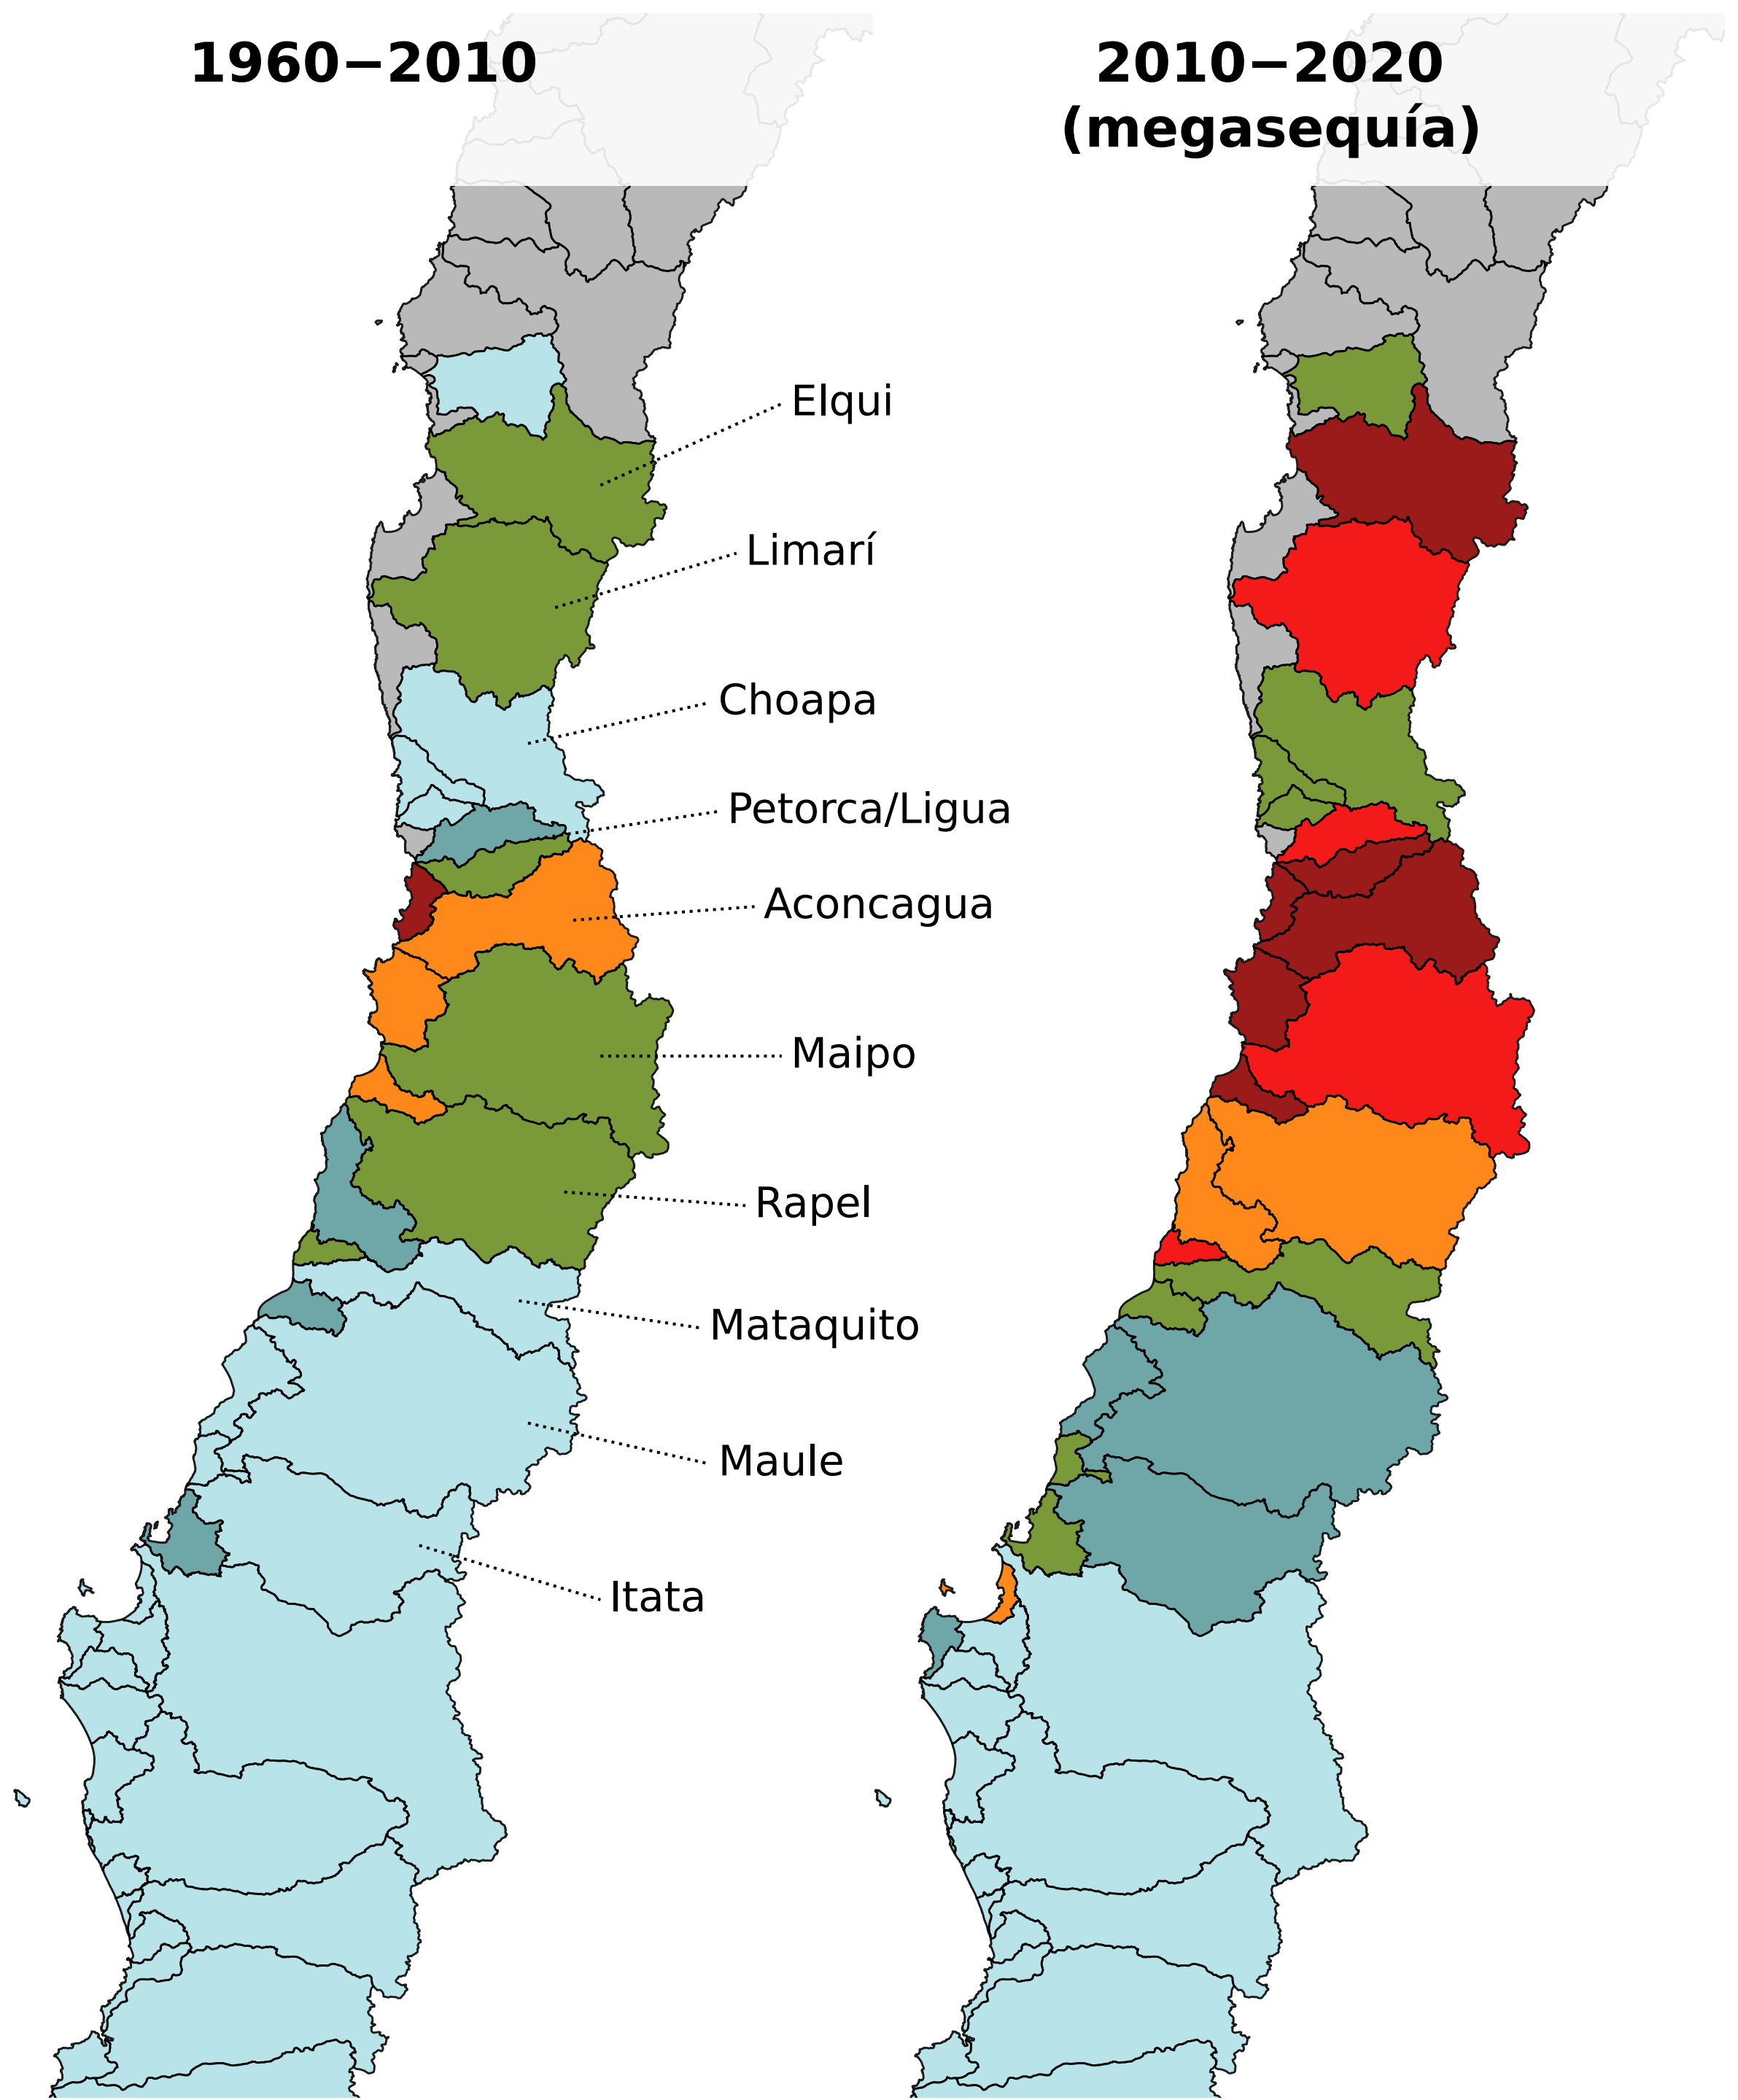 1960−2010
2010−2020
(megasequía)
Elqui
Limarí
Choapa
Petorca/Ligua
Aconcagua
Maipo
Rapel
Mataquito
Maule
Itata